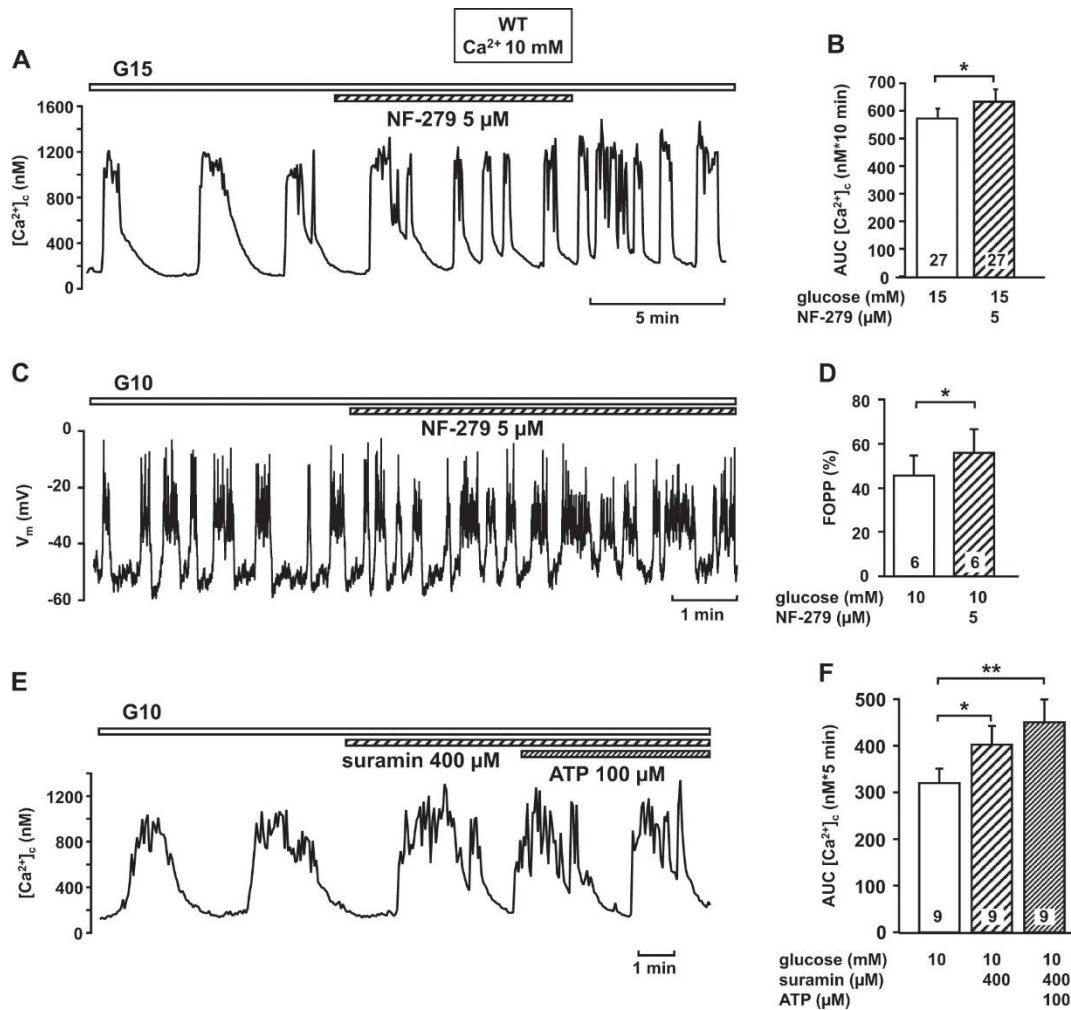 WT
Ca²⁺ 10 mM
A
G15
NF-279 5 µM
1600
1200
800
400
0
[Ca²⁺]c (nM)
5 min
B
*
700
600
500
400
300
200
100
0
AUC [Ca²⁺]c (nM*10 min)
27 27
glucose (mM) 15 15
NF-279 (µM) 5
C
G10
NF-279 5 µM
0
-20
-40
-60
Vm (mV)
1 min
D
*
80
60
40
20
0
FOPP (%)
6 6
glucose (mM) 10 10
NF-279 (µM) 5
E
G10
suramin 400 µM
ATP 100 µM
1200
800
400
0
[Ca²⁺]c (nM)
1 min
F
**
*
500
400
300
200
100
0
AUC [Ca²⁺]c (nM*5 min)
9 9 9
glucose (mM) 10 10 10
suramin (µM) 400 400
ATP (µM) 100